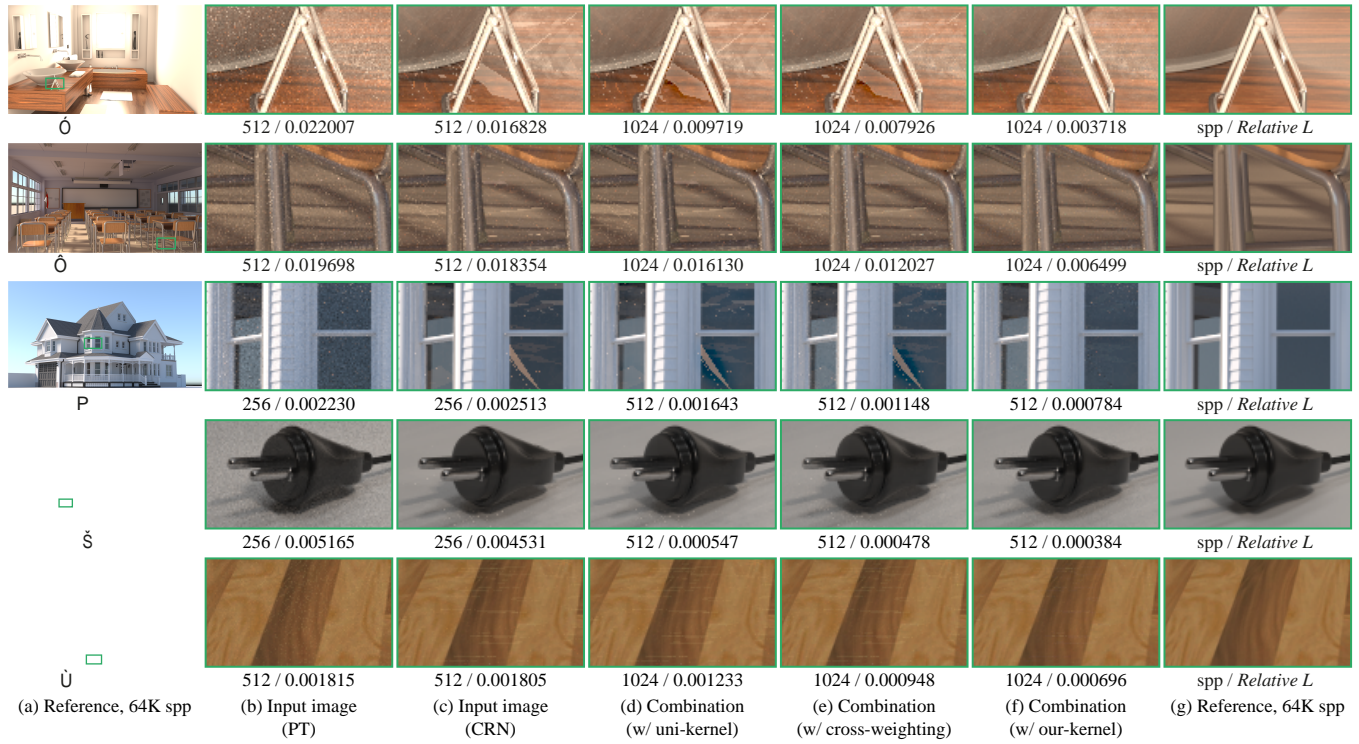 Ó
512 / 0.022007 512 / 0.016828 1024 / 0.009719 1024 / 0.007926 1024 / 0.003718 spp / Relative L
Ô
512 / 0.019698 512 / 0.018354 1024 / 0.016130 1024 / 0.012027 1024 / 0.006499 spp / Relative L
P
256 / 0.002230 256 / 0.002513 512 / 0.001643 512 / 0.001148 512 / 0.000784 spp / Relative L
Š
256 / 0.005165 256 / 0.004531 512 / 0.000547 512 / 0.000478 512 / 0.000384 spp / Relative L
Ù
512 / 0.001815 512 / 0.001805 1024 / 0.001233 1024 / 0.000948 1024 / 0.000696 spp / Relative L
(a) Reference, 64K spp (b) Input image (c) Input image (d) Combination (e) Combination (f) Combination (g) Reference, 64K spp
(PT) (CRN) (w/ uni-kernel) (w/ cross-weighting) (w/ our-kernel)